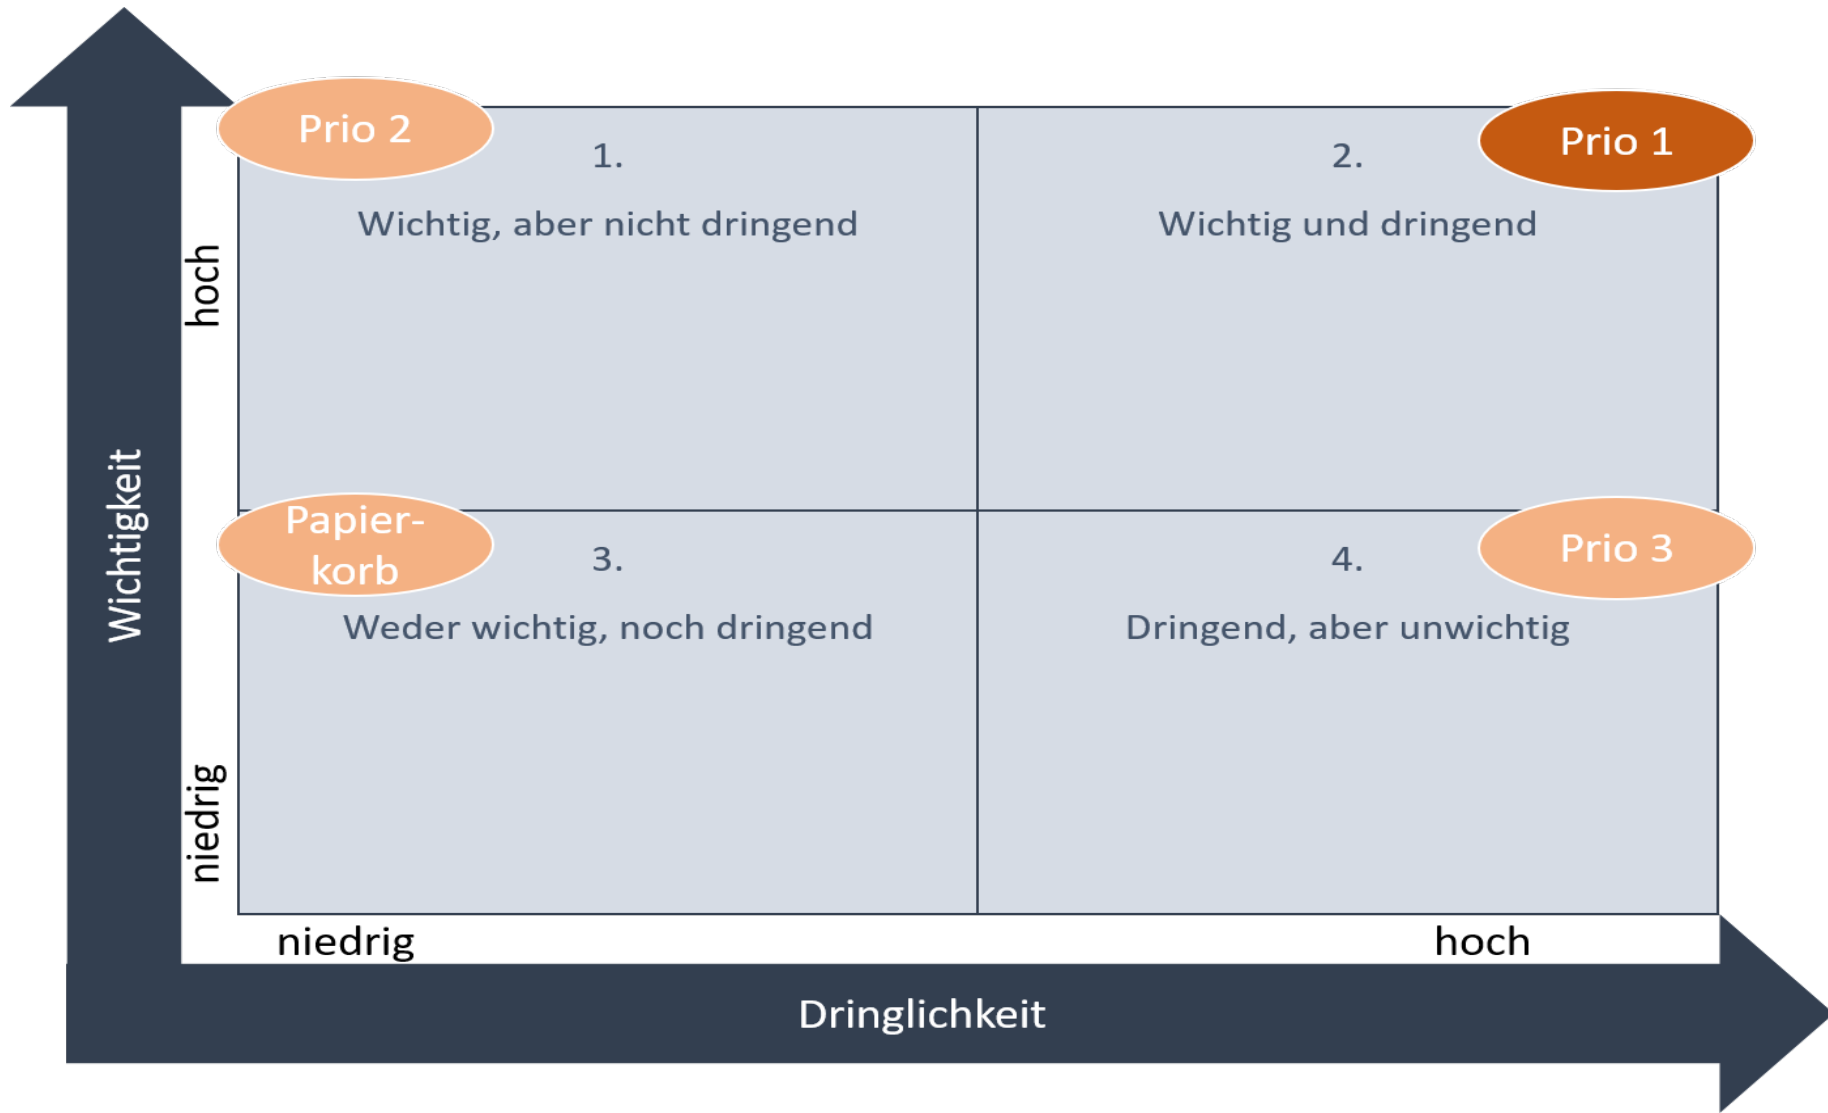 Prio 2
1.
Wichtig, aber nicht dringend
2.
Prio 1
Wichtig und dringend
hoch
Wichtigkeit
Papier-
korb
3.
Weder wichtig, noch dringend
4.
Prio 3
Dringend, aber unwichtig
niedrig
niedrig
hoch
Dringlichkeit